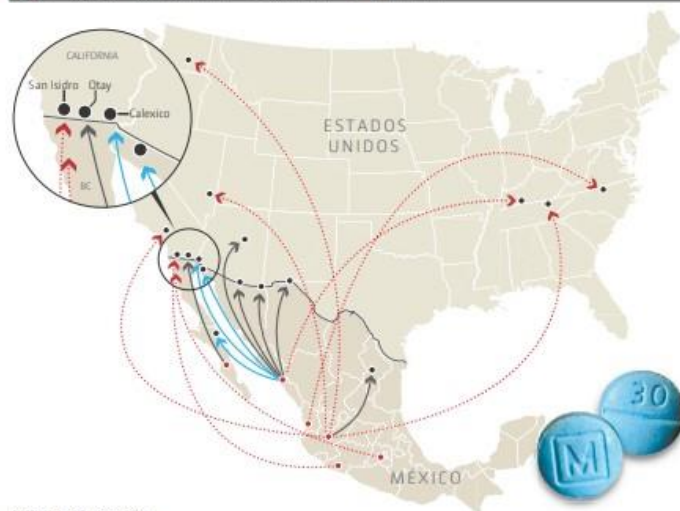 CALIFORNIA
San Isidro
Otay
Calexico
BC
ESTADOS
UNIDOS
MÉXICO
30
M